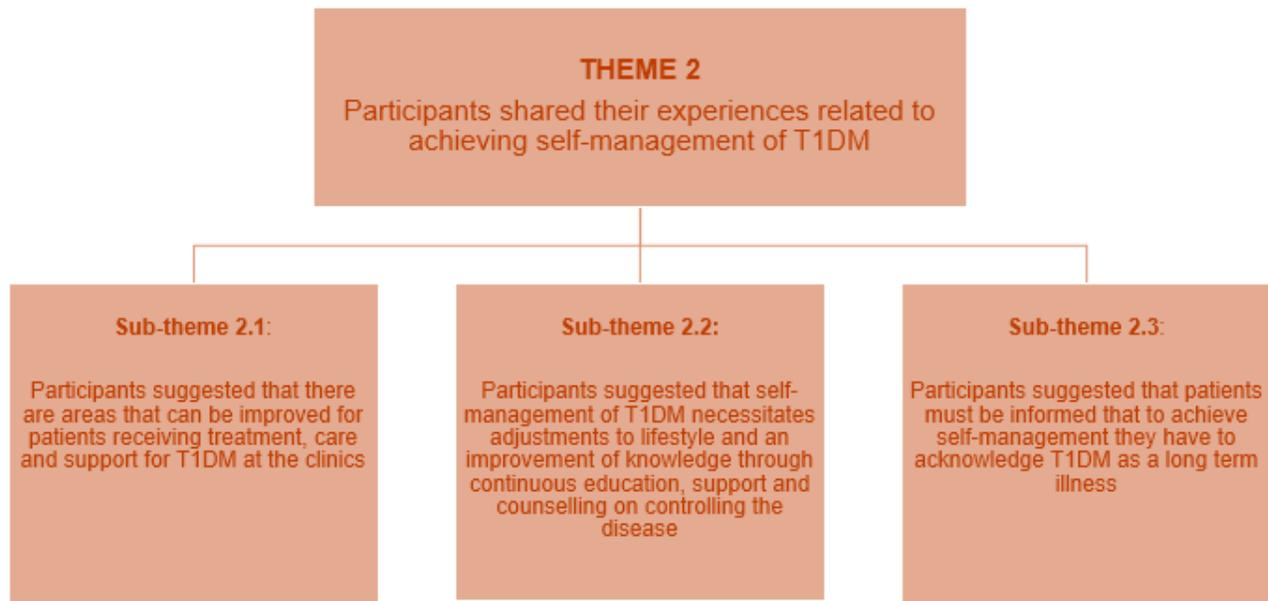 THEME 2
Participants shared their experiences related to
achieving self-management of T1DM
Sub-theme 2.1:
Participants suggested that there
are areas that can be improved for
patients receiving treatment, care
and support for T1DM at the clinics
Sub-theme 2.2:
Participants suggested that self-
management of T1DM necessitates
adjustments to lifestyle and an
improvement of knowledge through
continuous education, support and
counselling on controlling the
disease
Sub-theme 2.3:
Participants suggested that patients
must be informed that to achieve
self-management they have to
acknowledge T1DM as a long term
illness